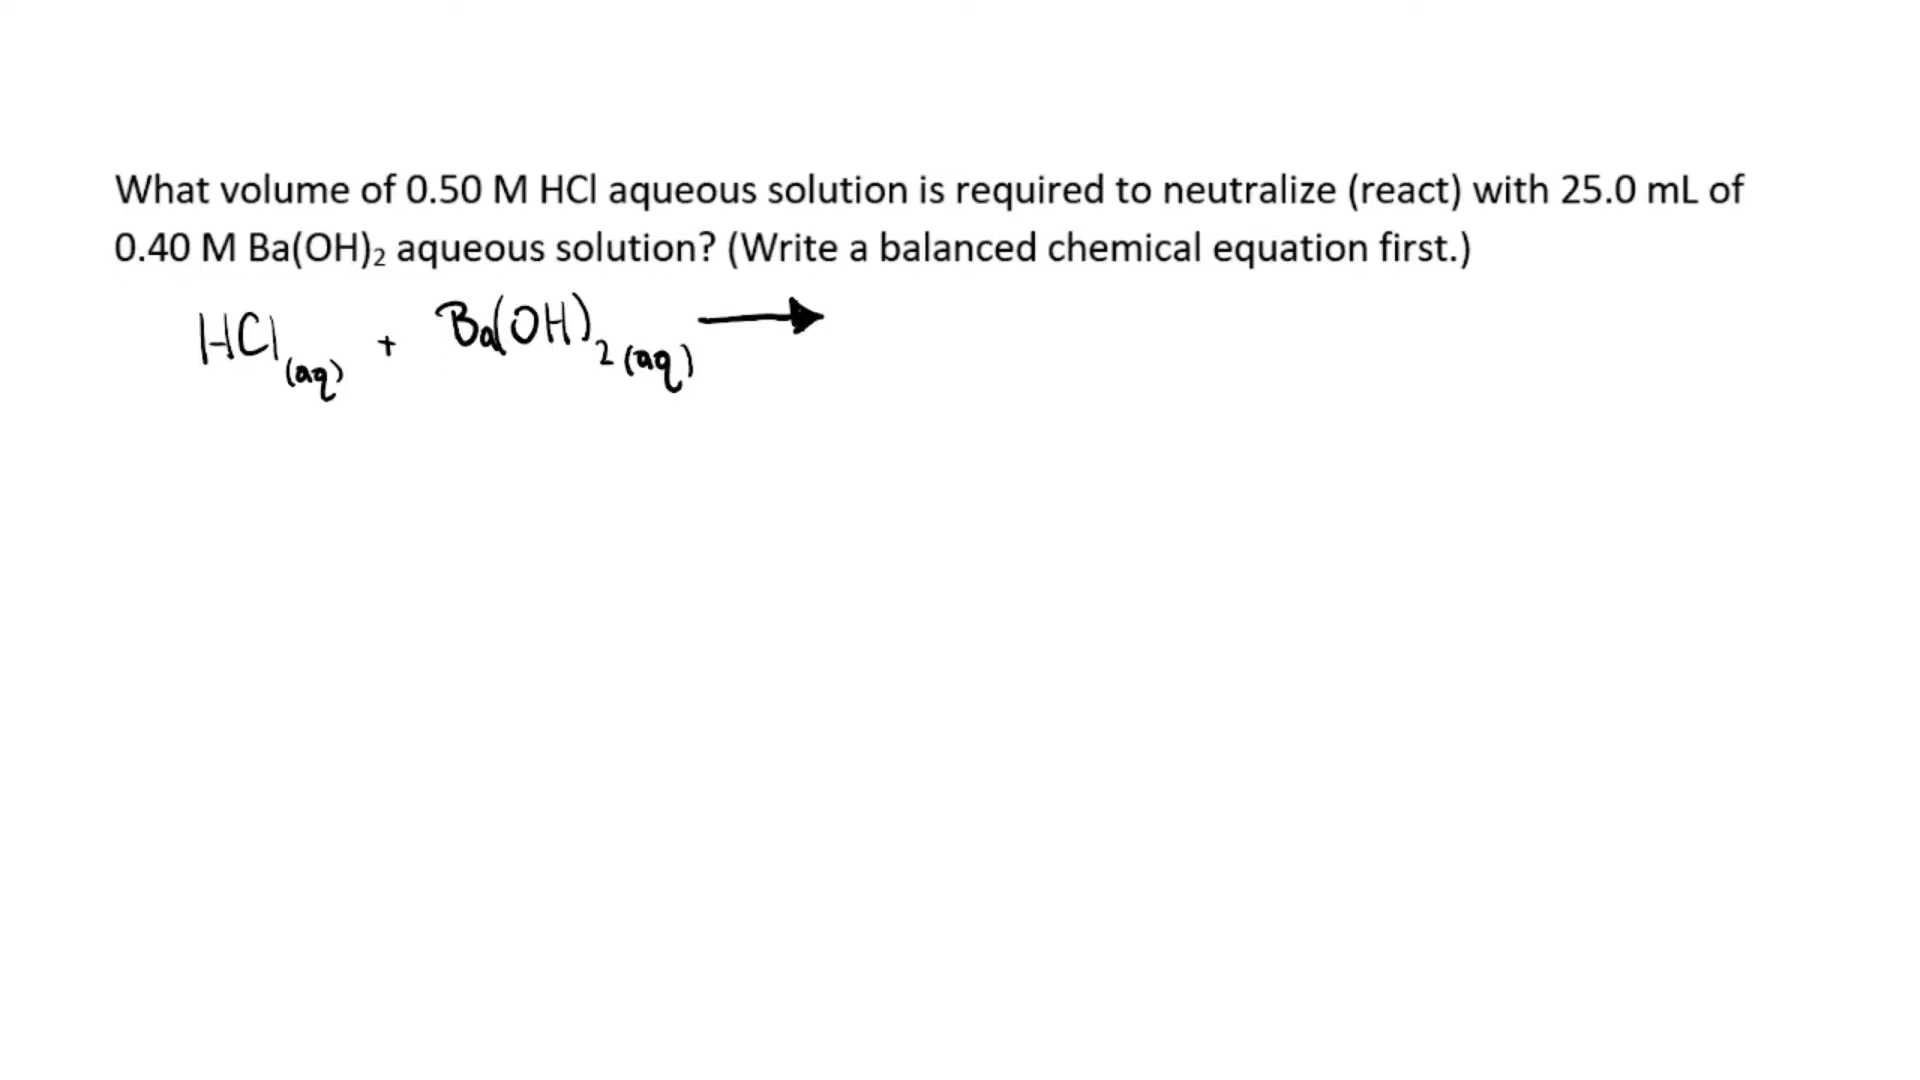 What volume of 0.50 M HCl aqueous solution is required to neutralize (react) with 25.0 mL of
0.40 M Ba(OH)₂ aqueous solution? (Write a balanced chemical equation first.)
HCl(aq) + Ba(OH)₂(aq) →